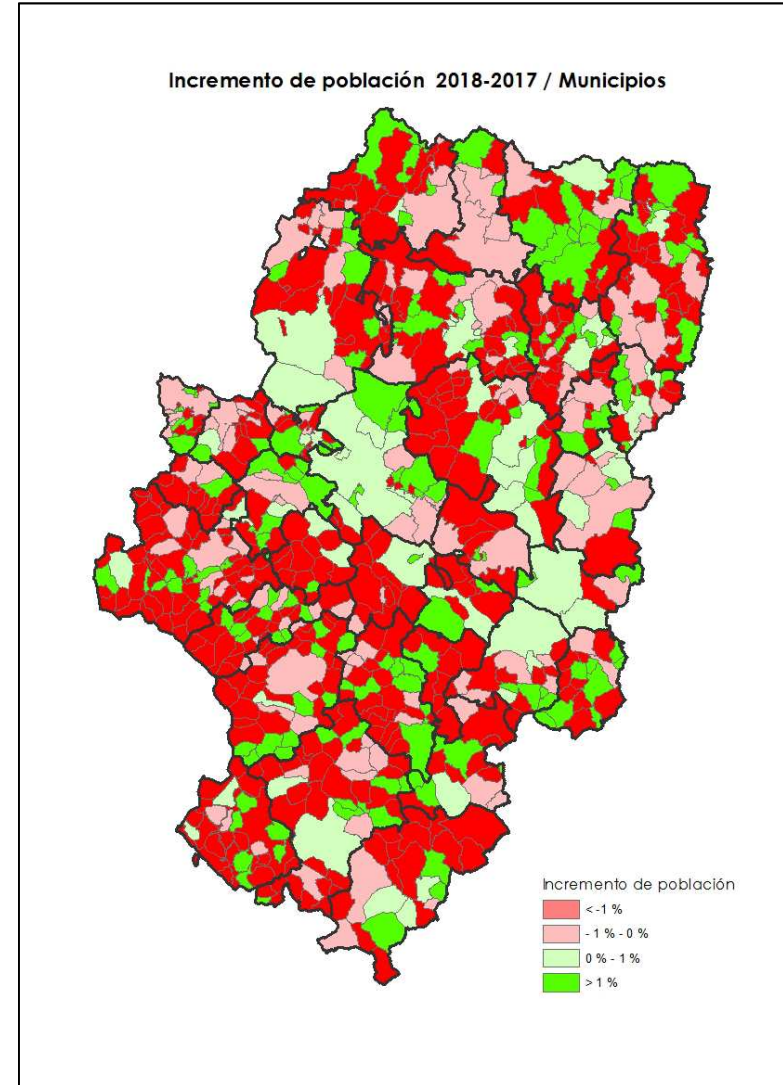 Incremento de población 2018-2017 / Municipios
Incremento de población
< -1 %
- 1 % - 0 %
0 % - 1 %
> 1 %